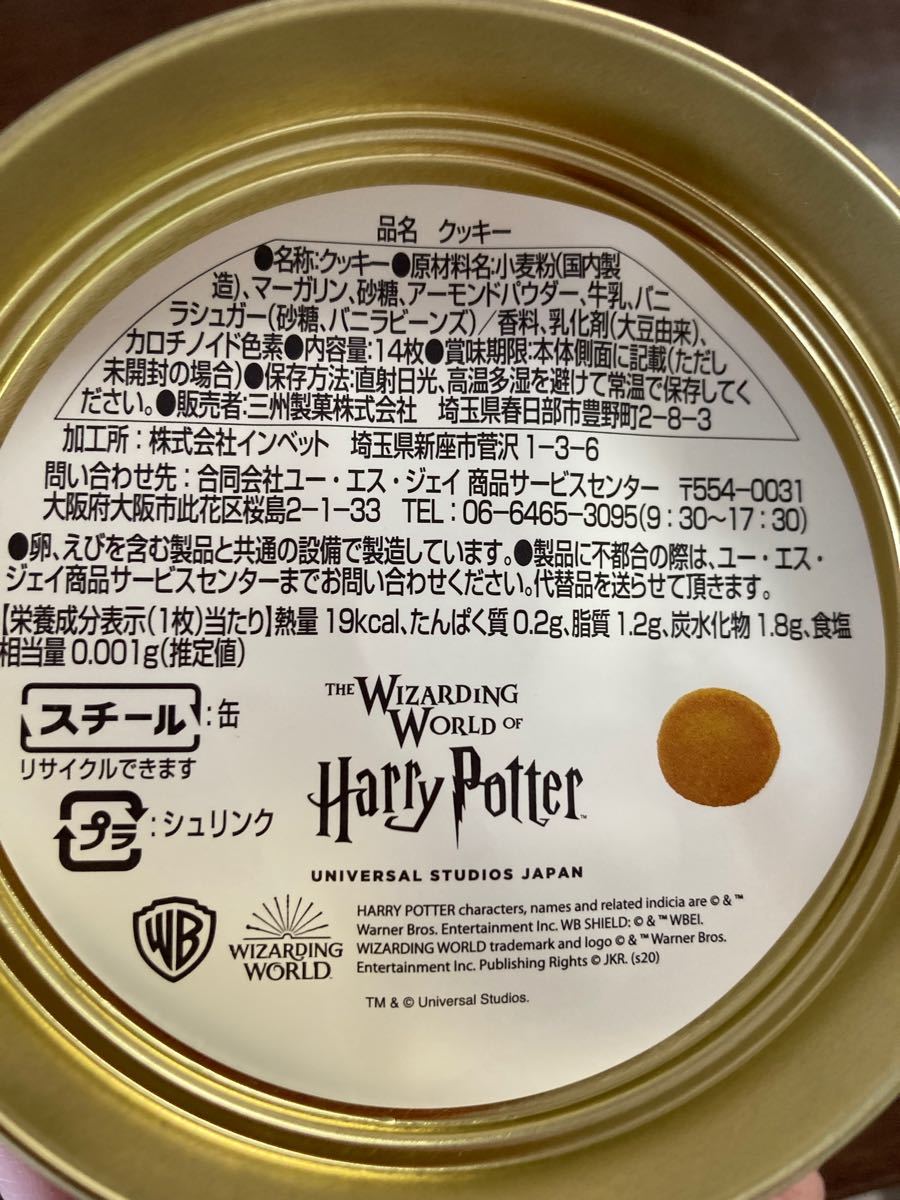 品名 クッキー
●名称:クッキー●原材料名:小麦粉(国内製
造)、マーガリン、砂糖、アーモンドパウダー、牛乳、バニ
ラシュガー(砂糖、バニラビーンズ)/香料、乳化剤(大豆由来)、
カロチノイド色素●内容量:14枚●賞味期限:本体側面に記載(ただし
未開封の場合)●保存方法:直射日光、高温多湿を避けて常温で保存してく
ださい。●販売者:三州製菓株式会社 埼玉県春日部市豊野町2-8-3
加工所:株式会社インベット 埼玉県新座市菅沢1-3-6
問い合わせ先:合同会社ユー・エス・ジェイ 商品サービスセンター 〒554-0031
大阪府大阪市此花区桜島2-1-33 TEL:06-6465-3095(9:30〜17:30)
●卵、えびを含む製品と共通の設備で製造しています。●製品に不都合の際は、ユー・エス・
ジェイ商品サービスセンターまでお問い合わせください。代替品を送らせて頂きます。
【栄養成分表示(1枚)当たり】熱量 19kcal、たんぱく質 0.2g、脂質 1.2g、炭水化物 1.8g、食塩
相当量 0.001g(推定値)
スチール:缶
リサイクルできます
プラ:シュリンク
THE WIZARDING
WORLD OF
Harry Potter™
UNIVERSAL STUDIOS JAPAN
WB
WIZARDING
WORLD
HARRY POTTER characters, names and related indicia are © & ™
Warner Bros. Entertainment Inc. WB SHIELD: © & ™ WBEI.
WIZARDING WORLD trademark and logo © & ™ Warner Bros.
Entertainment Inc. Publishing Rights © JKR. (s20)
TM & © Universal Studios.